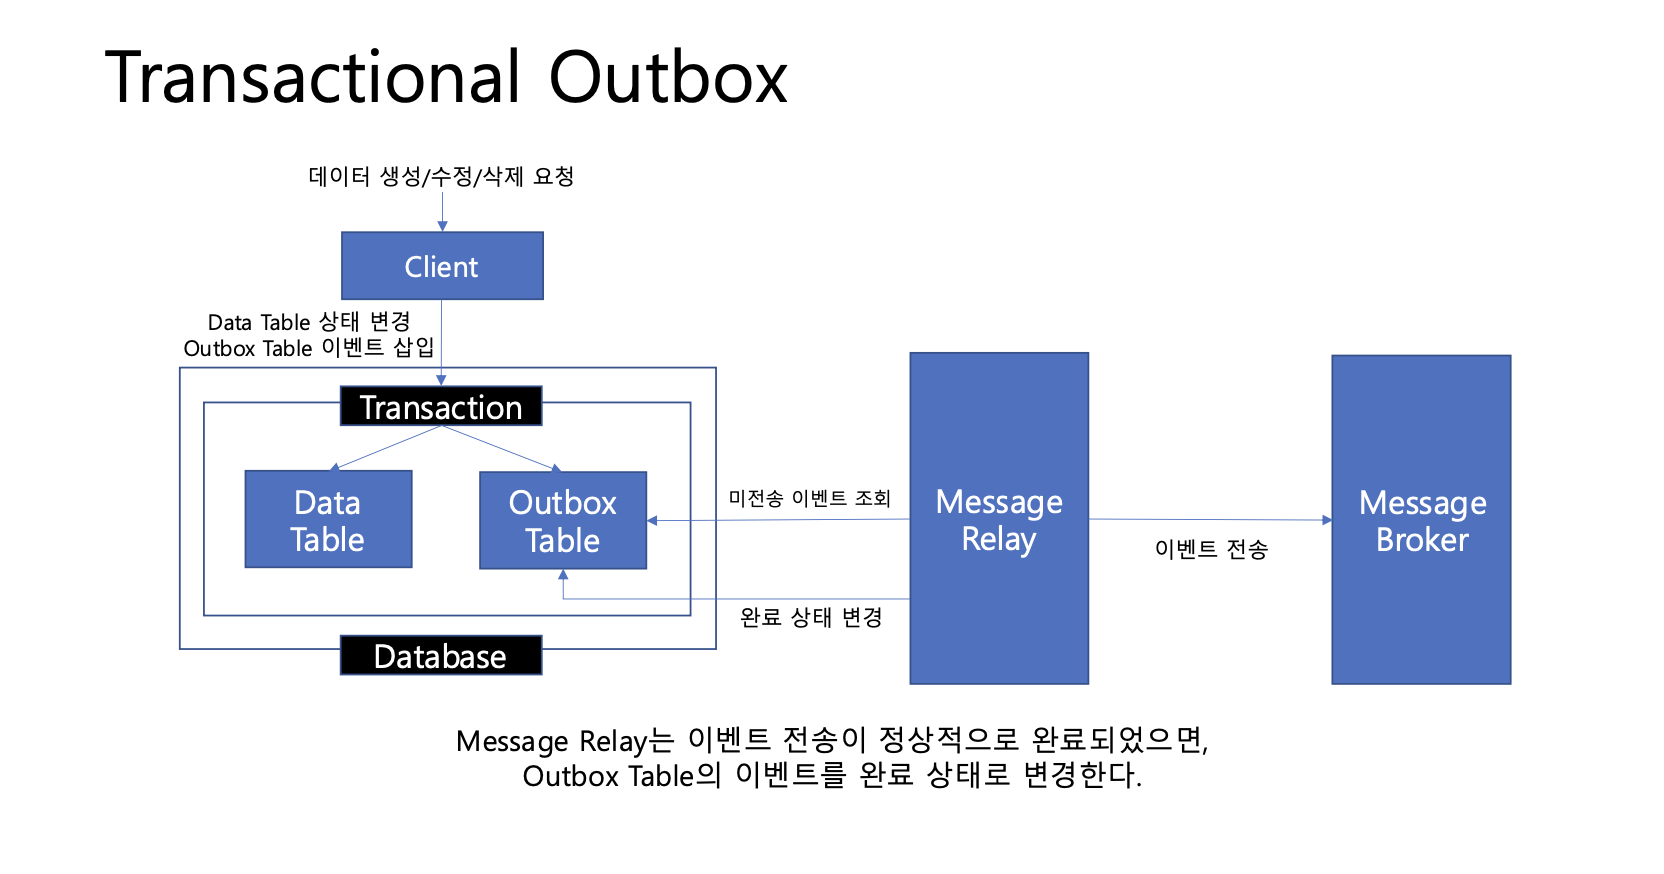 Transactional Outbox
데이터 생성/수정/삭제 요청
Client
Data Table 상태 변경
Outbox Table 이벤트 삽입
Transaction
Data
Table
Outbox
Table
Database
미전송 이벤트 조회
완료 상태 변경
Message
Relay
이벤트 전송
Message
Broker
Message Relay는 이벤트 전송이 정상적으로 완료되었으면,
Outbox Table의 이벤트를 완료 상태로 변경한다.